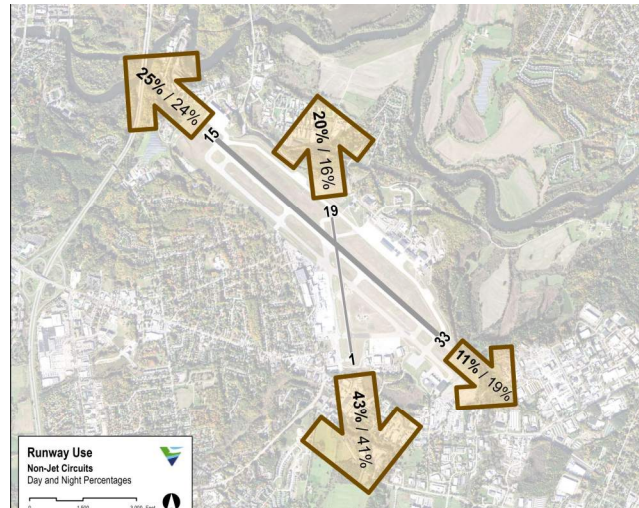 25% / 24%
15
20% / 16%
19
33
11% / 19%
1
43% / 41%
Runway Use
Non-Jet Circuits
Day and Night Percentages
0 1,500 3,000 Feet